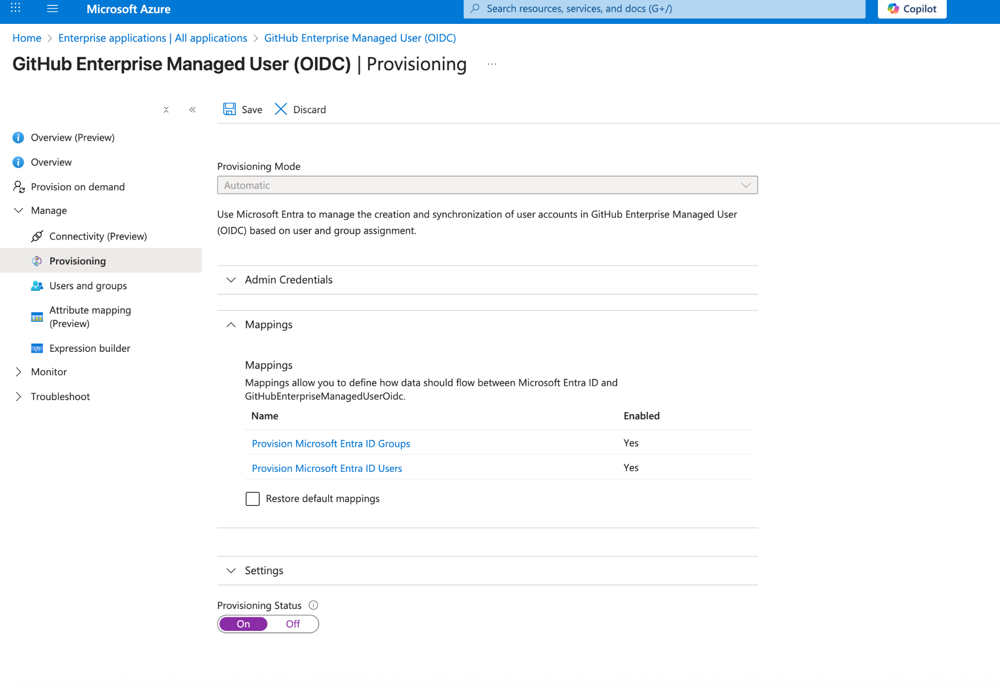 Microsoft Azure
Search resources, services, and docs (G+/)
Copilot
Home > Enterprise applications | All applications > GitHub Enterprise Managed User (OIDC)
GitHub Enterprise Managed User (OIDC) | Provisioning ...
Save
Discard
Overview (Preview)
Overview
Provision on demand
Manage
Connectivity (Preview)
Provisioning
Users and groups
Attribute mapping
(Preview)
Expression builder
Monitor
Troubleshoot
Provisioning Mode
Automatic
Use Microsoft Entra to manage the creation and synchronization of user accounts in GitHub Enterprise Managed User
(OIDC) based on user and group assignment.
Admin Credentials
Mappings
Mappings
Mappings allow you to define how data should flow between Microsoft Entra ID and
GitHubEnterpriseManagedUserOidc.
Name Enabled
Provision Microsoft Entra ID Groups Yes
Provision Microsoft Entra ID Users Yes
Restore default mappings
Settings
Provisioning Status
On Off